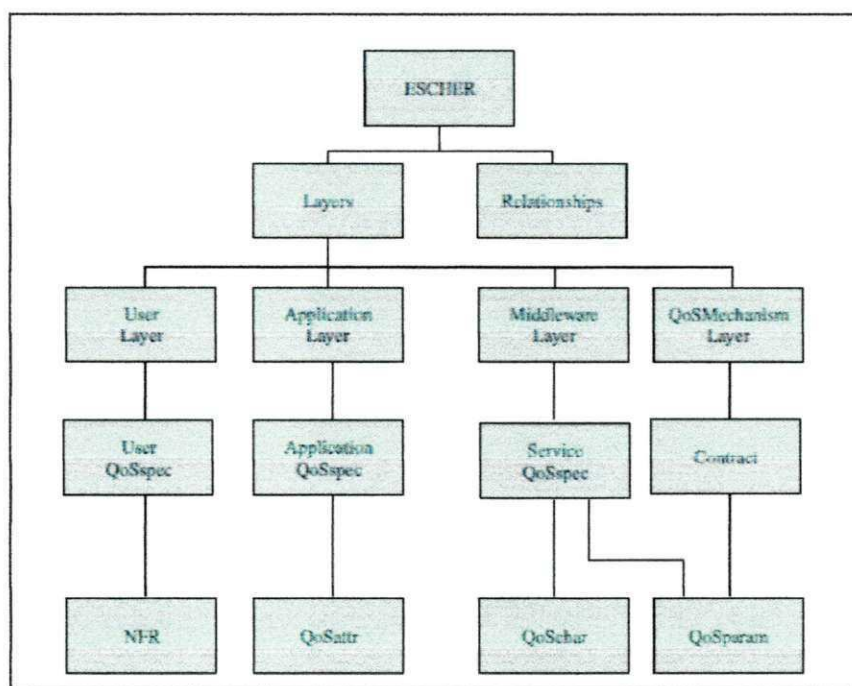 ESCHER
Layers
Relationships
User
Layer
Application
Layer
Middleware
Layer
QoSMechanism
Layer
User
QoSspec
Application
QoSspec
Service
QoSspec
Contract
NFR
QoSattr
QoSchar
QoSparam